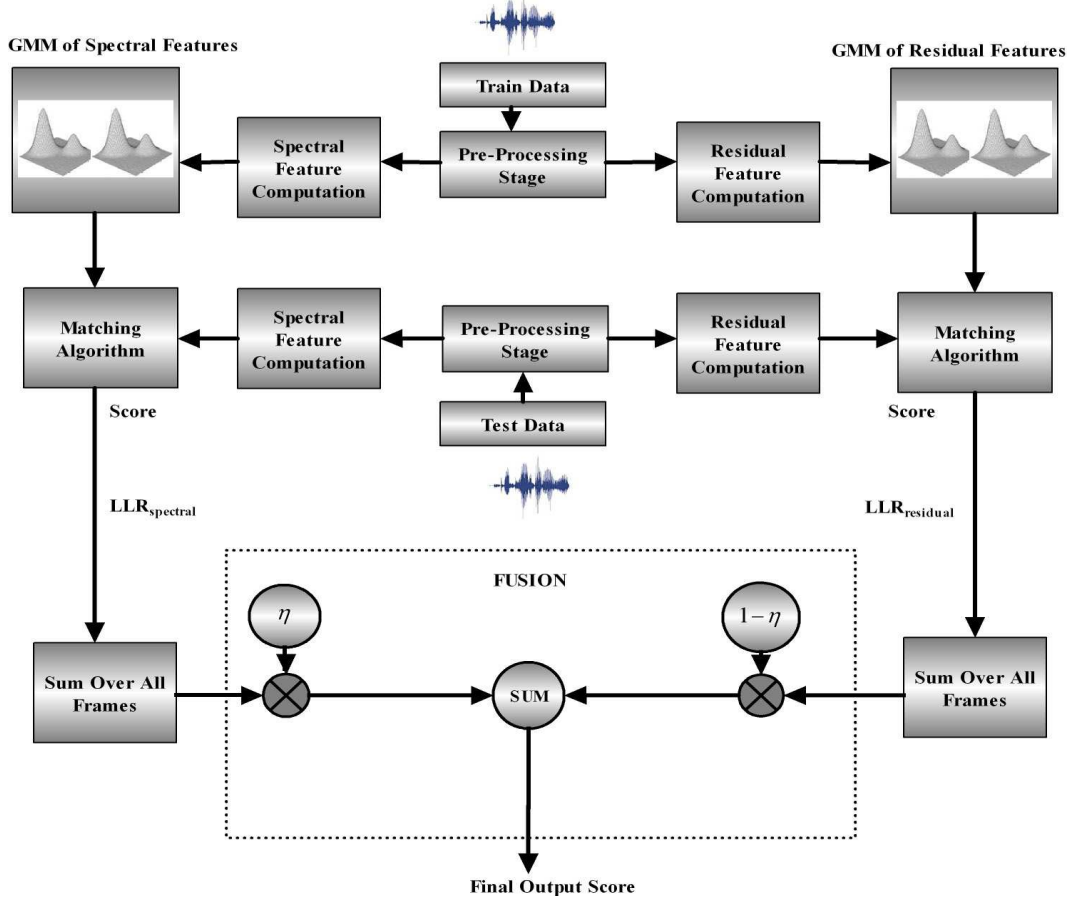 GMM of Spectral Features
GMM of Residual Features
Train Data
Spectral
Feature
Computation
Pre-Processing
Stage
Residual
Feature
Computation
Matching
Algorithm
Spectral
Feature
Computation
Pre-Processing
Stage
Residual
Feature
Computation
Matching
Algorithm
Score
Test Data
Score
LLRspectral
LLRresidual
FUSION
η
1 − η
Sum Over All
Frames
SUM
Sum Over All
Frames
Final Output Score